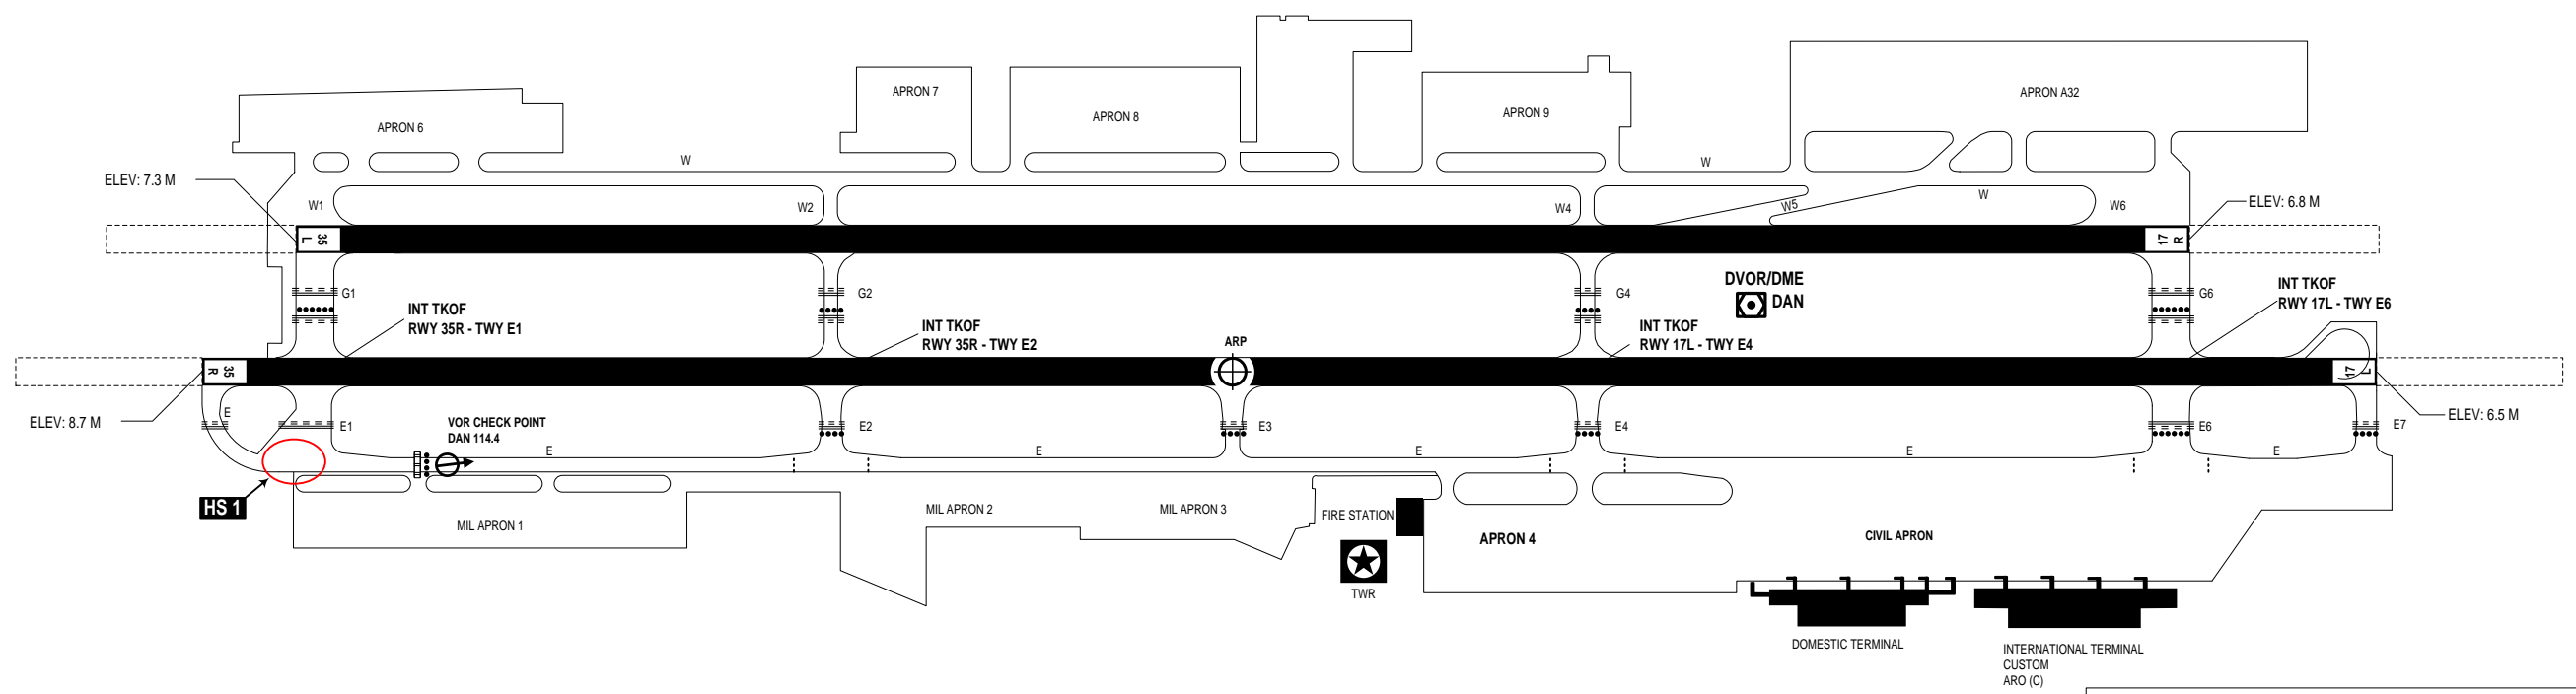 APRON 7
APRON 8
APRON 9
APRON A32
APRON 6
W
W
ELEV: 7.3 M
W1
W2
W4
W5
W
W6
ELEV: 6.8 M
35
L
17
R
DVOR/DME
DAN
G1
G2
G4
G6
INT TKOF
RWY 35R - TWY E1
INT TKOF
RWY 35R - TWY E2
INT TKOF
RWY 17L - TWY E4
INT TKOF
RWY 17L - TWY E6
ARP
35
R
17
L
ELEV: 8.7 M
ELEV: 6.5 M
E
E1
VOR CHECK POINT
DAN 114.4
E2
E3
E4
E6
E7
E
E
E
E
E
HS 1
MIL APRON 1
MIL APRON 2
MIL APRON 3
FIRE STATION
TWR
APRON 4
CIVIL APRON
DOMESTIC TERMINAL
INTERNATIONAL TERMINAL
CUSTOM
ARO (C)